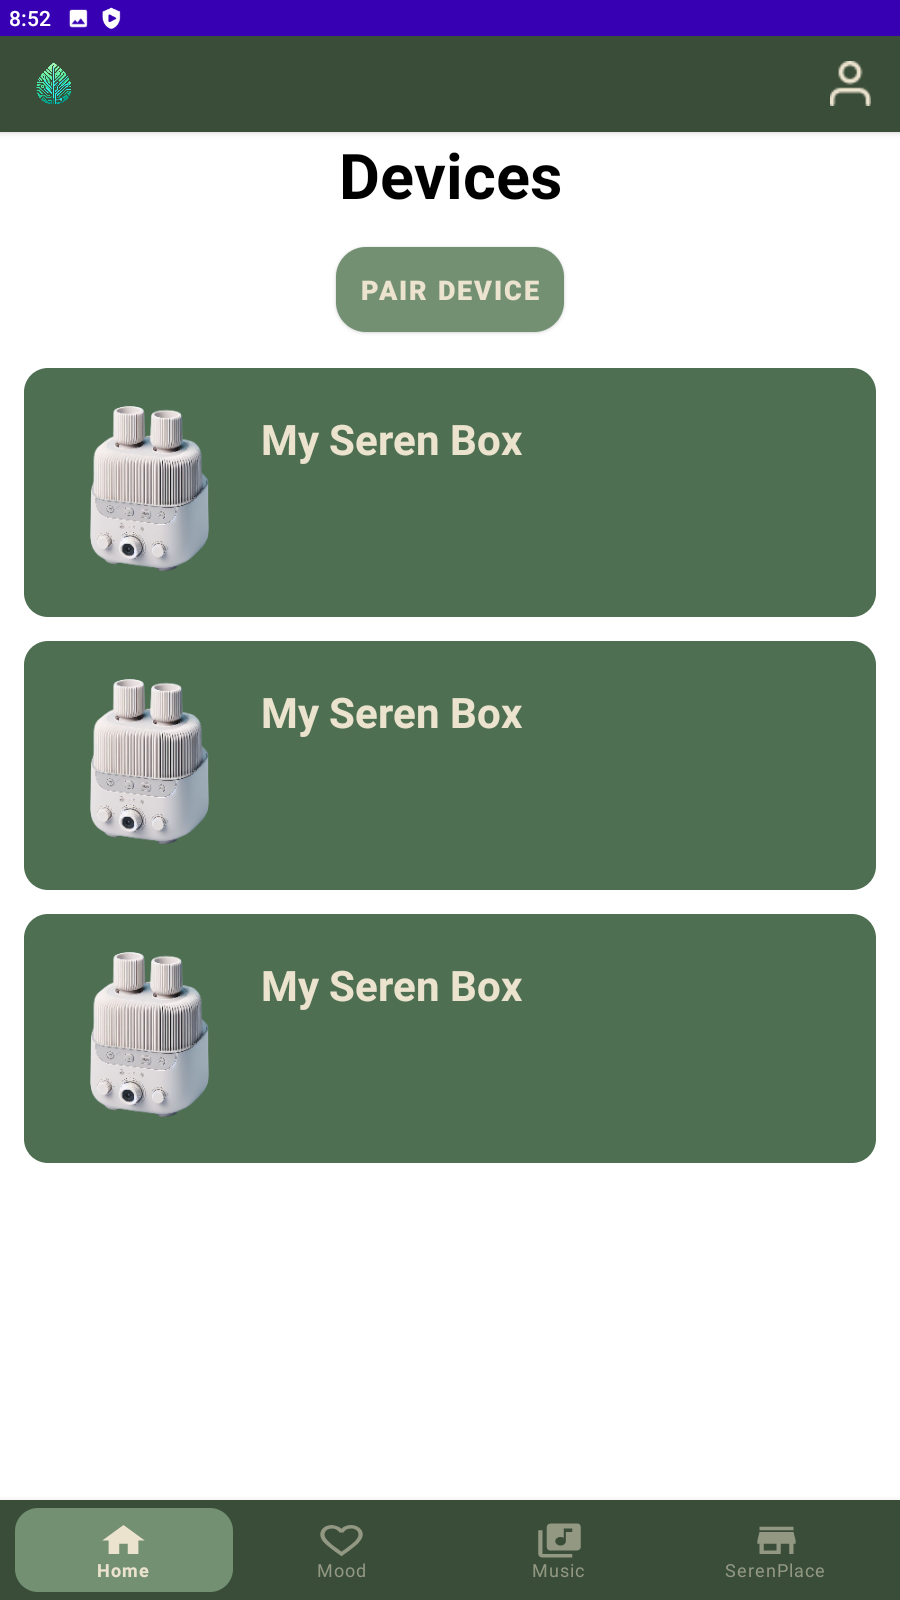 8:52
Devices
PAIR DEVICE
My Seren Box
My Seren Box
My Seren Box
Home
Mood
Music
SerenPlace